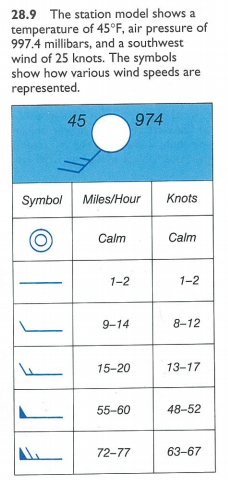 28.9 The station model shows a
temperature of 45°F, air pressure of
997.4 millibars, and a southwest
wind of 25 knots. The symbols
show how various wind speeds are
represented.
45 974
Symbol Miles/Hour Knots
Calm Calm
1–2 1–2
9–14 8–12
15–20 13–17
55–60 48–52
72–77 63–67